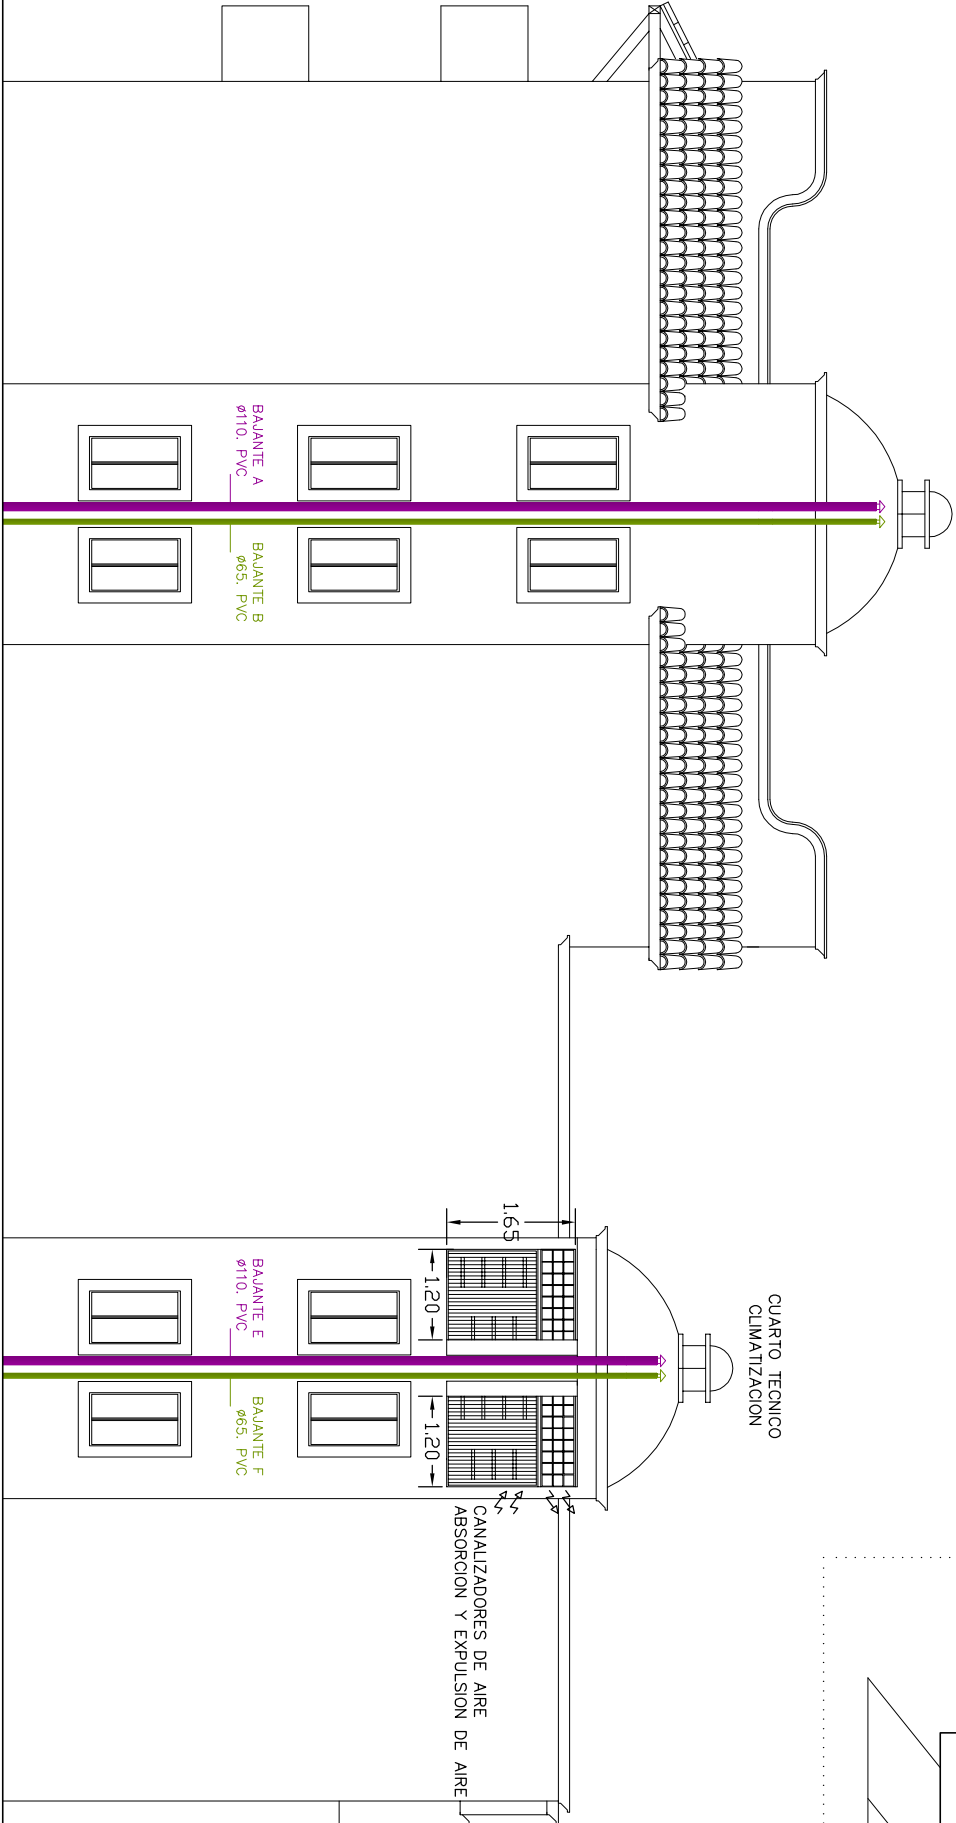 BAJANTE A
ø110. PVC
BAJANTE B
ø65. PVC
CUARTO TECNICO
CLIMATIZACION
1.65
1.20
1.20
BAJANTE E
ø110. PVC
BAJANTE F
ø65. PVC
CANALIZADORES DE AIRE
ABSORCION Y EXPULSION DE AIRE